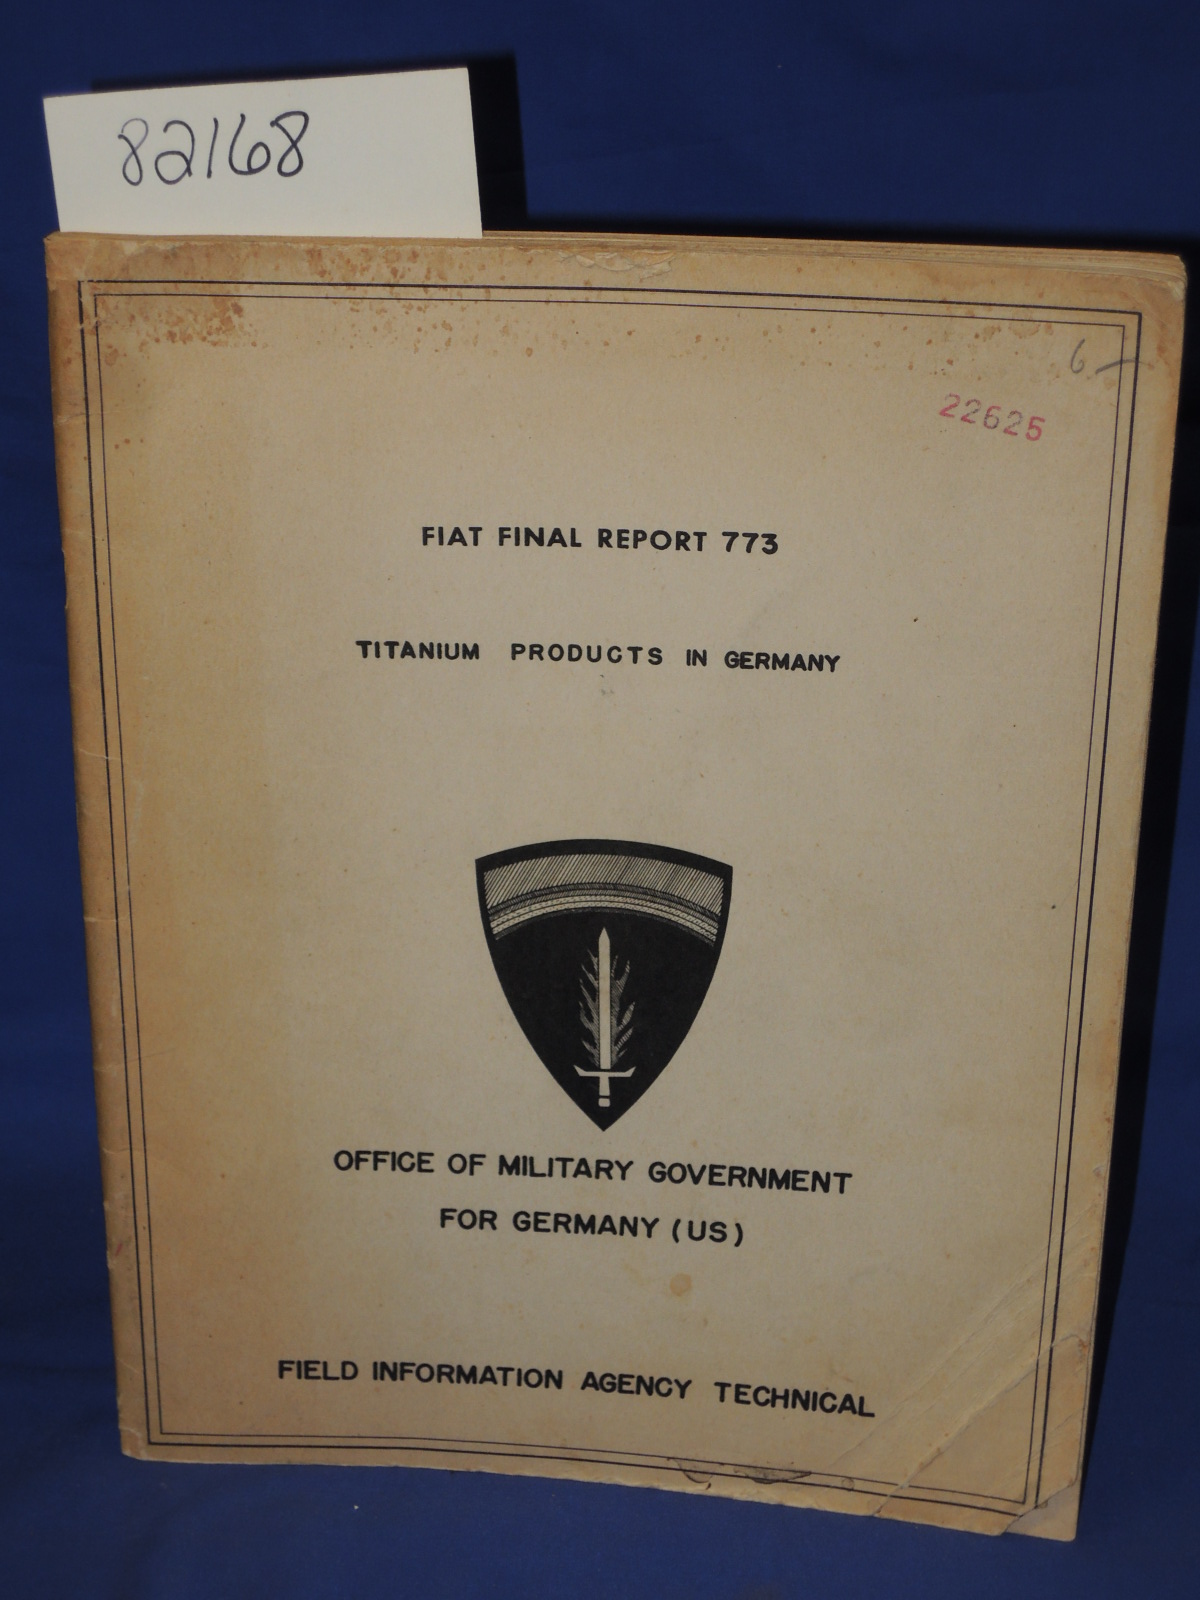 82168
6—
22625
FIAT FINAL REPORT 773
TITANIUM PRODUCTS IN GERMANY
OFFICE OF MILITARY GOVERNMENT
FOR GERMANY (US)
FIELD INFORMATION AGENCY TECHNICAL